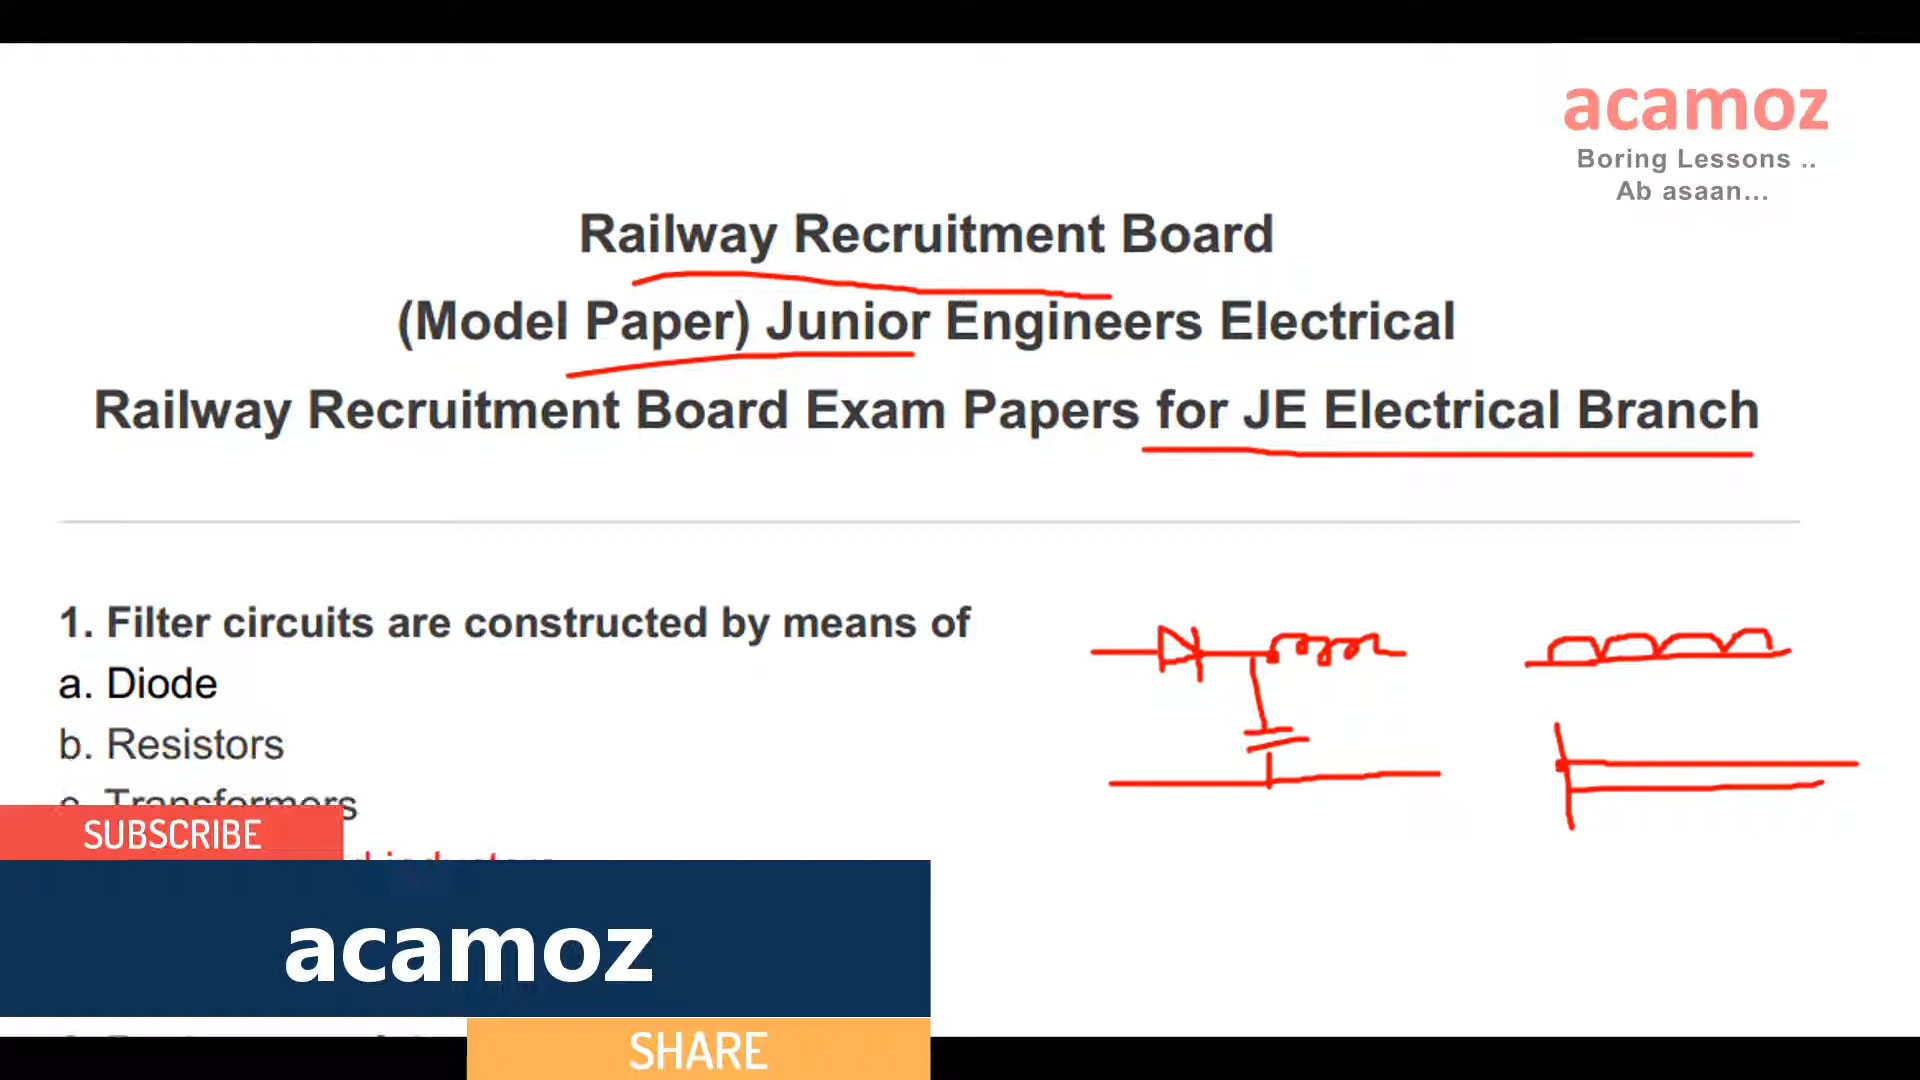 acamoz
Boring Lessons ..
Ab asaan...
Railway Recruitment Board
(Model Paper) Junior Engineers Electrical
Railway Recruitment Board Exam Papers for JE Electrical Branch
1. Filter circuits are constructed by means of
a. Diode
b. Resistors
c. Transformers
SUBSCRIBE
acamoz
SHARE